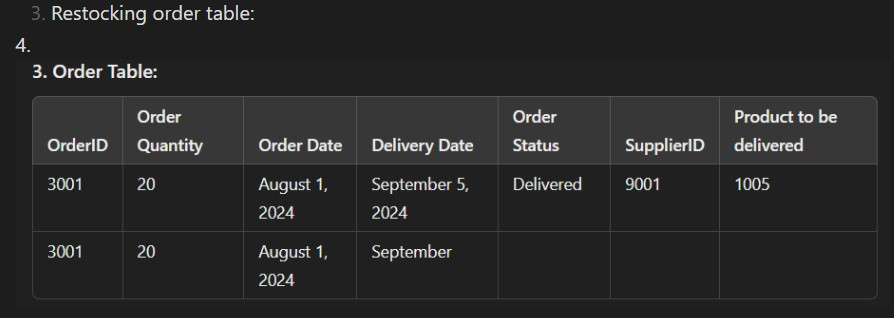 3. Restocking order table:
4.
3. Order Table:
OrderID Order Quantity Order Date Delivery Date Order Status SupplierID Product to be delivered
3001 20 August 1, 2024 September 5, 2024 Delivered 9001 1005
3001 20 August 1, 2024 September